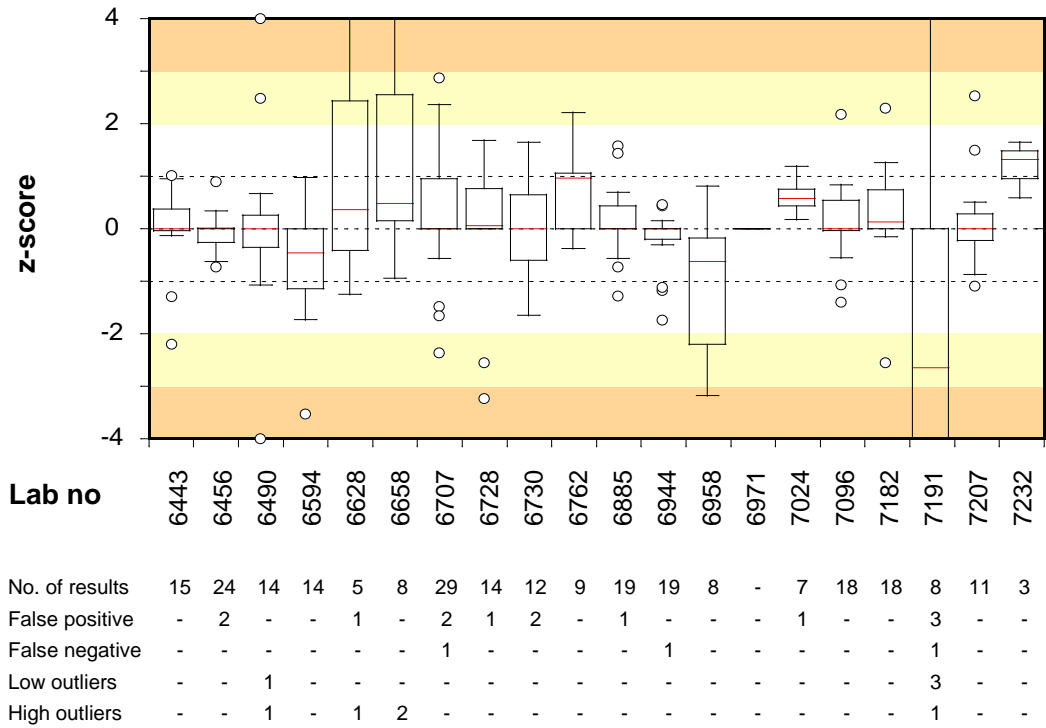 4
2
0
-2
-4
z-score
Lab no
6443 6456 6490 6594 6628 6658 6707 6728 6730 6762 6885 6944 6958 6971 7024 7096 7182 7191 7207 7232
No. of results 15 24 14 14 5 8 29 14 12 9 19 19 8 - 7 18 18 8 11 3
False positive - 2 - - 1 - 2 1 2 - 1 - - - 1 - - 3 - -
False negative - - - - - - 1 - - - - 1 - - - - - 1 - -
Low outliers - - 1 - - - - - - - - - - - - - - 3 - -
High outliers - - 1 - 1 2 - - - - - - - - - - - 1 - -